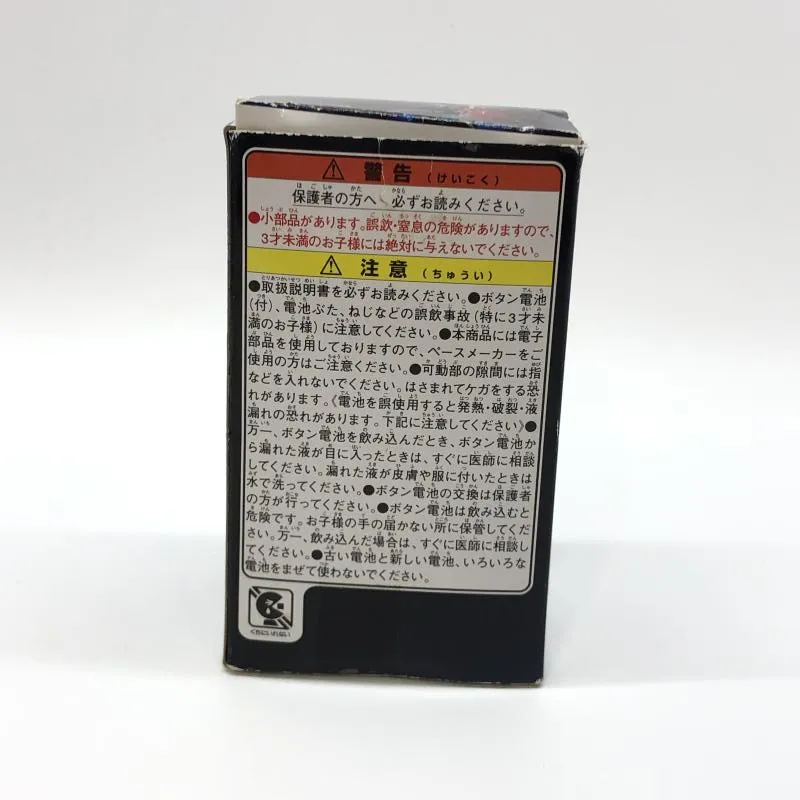 ⚠ 警告 (けいこく)
保護者の方へ 必ずお読みください。
●小部品があります。誤飲・窒息の危険がありますので、
3才未満のお子様には絶対に与えないでください。
⚠ 注意 (ちゅうい)
●取扱説明書を必ずお読みください。●ボタン電池
(付)、電池ぶた、ねじなどの誤飲事故(特に3才未
満のお子様)に注意してください。●本商品には電子
部品を使用しておりますので、ペースメーカーをご
使用の方はご注意ください。●可動部の隙間には指
などを入れないでください。はさまれてケガをする恐
れがあります。《電池を誤使用すると発熱・破裂・液
漏れの恐れがあります。下記に注意してください》●
万一、ボタン電池を飲み込んだとき、ボタン電池か
ら漏れた液が目に入ったときは、すぐに医師に相談
してください。漏れた液が皮膚や服に付いたときは
水で洗ってください。●ボタン電池の交換は保護者
の方が行ってください。●ボタン電池は飲み込むと
危険です。お子様の手の届かない所に保管してくだ
さい。万一、飲み込んだ場合は、すぐに医師に相談し
てください。●古い電池と新しい電池、いろいろな
電池をまぜて使わないでください。
くちにいれない